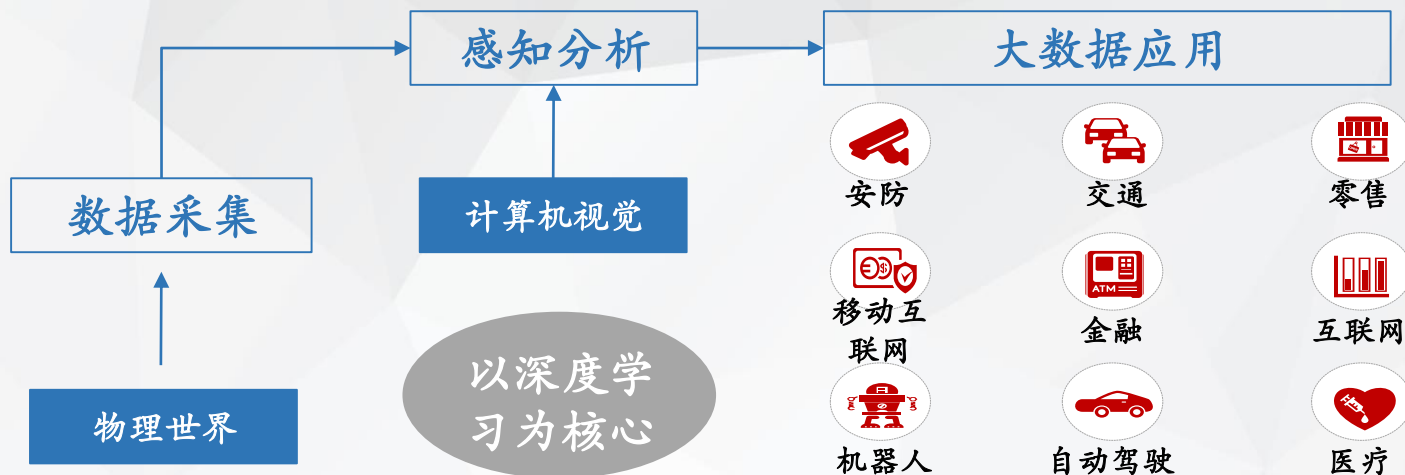 感知分析
大数据应用
数据采集
计算机视觉
物理世界
以深度学
习为核心
安防
交通
零售
移动互
联网
金融
ATM
互联网
机器人
自动驾驶
医疗